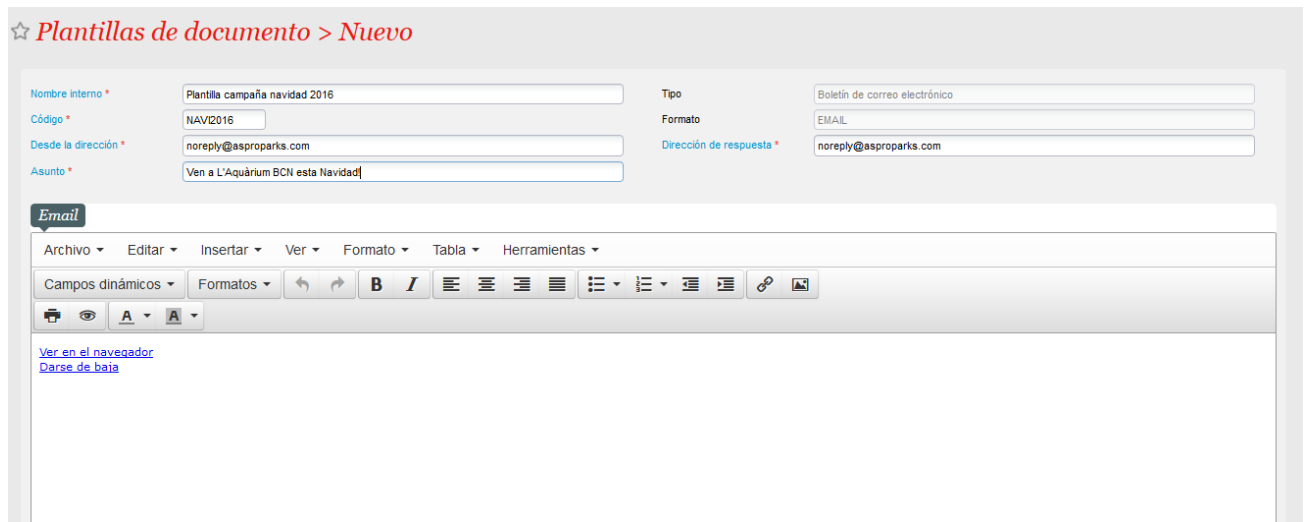 Plantillas de documento > Nuevo
Nombre interno * Plantilla campaña navidad 2016 Tipo Boletín de correo electrónico
Código * NAVI2016 Formato EMAIL
Desde la dirección * noreply@asproparks.com Dirección de respuesta * noreply@asproparks.com
Asunto * Ven a L'Aquàrium BCN esta Navidad!
Email
Archivo Editar Insertar Ver Formato Tabla Herramientas
Campos dinámicos Formatos B I
A A
Ver en el navegador
Darse de baja